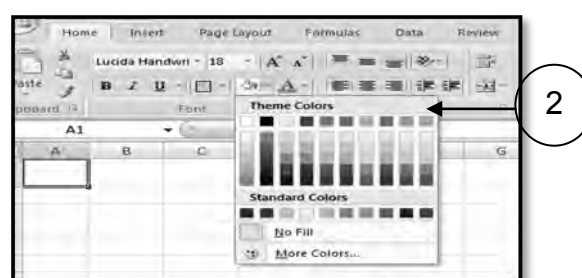 Home Insert Page Layout Formulas Data Review
Lucida Handwri 18 A A
B I U A
Font
Theme Colors
2
A1
A B C G
Standard Colors
No Fill
More Colors...